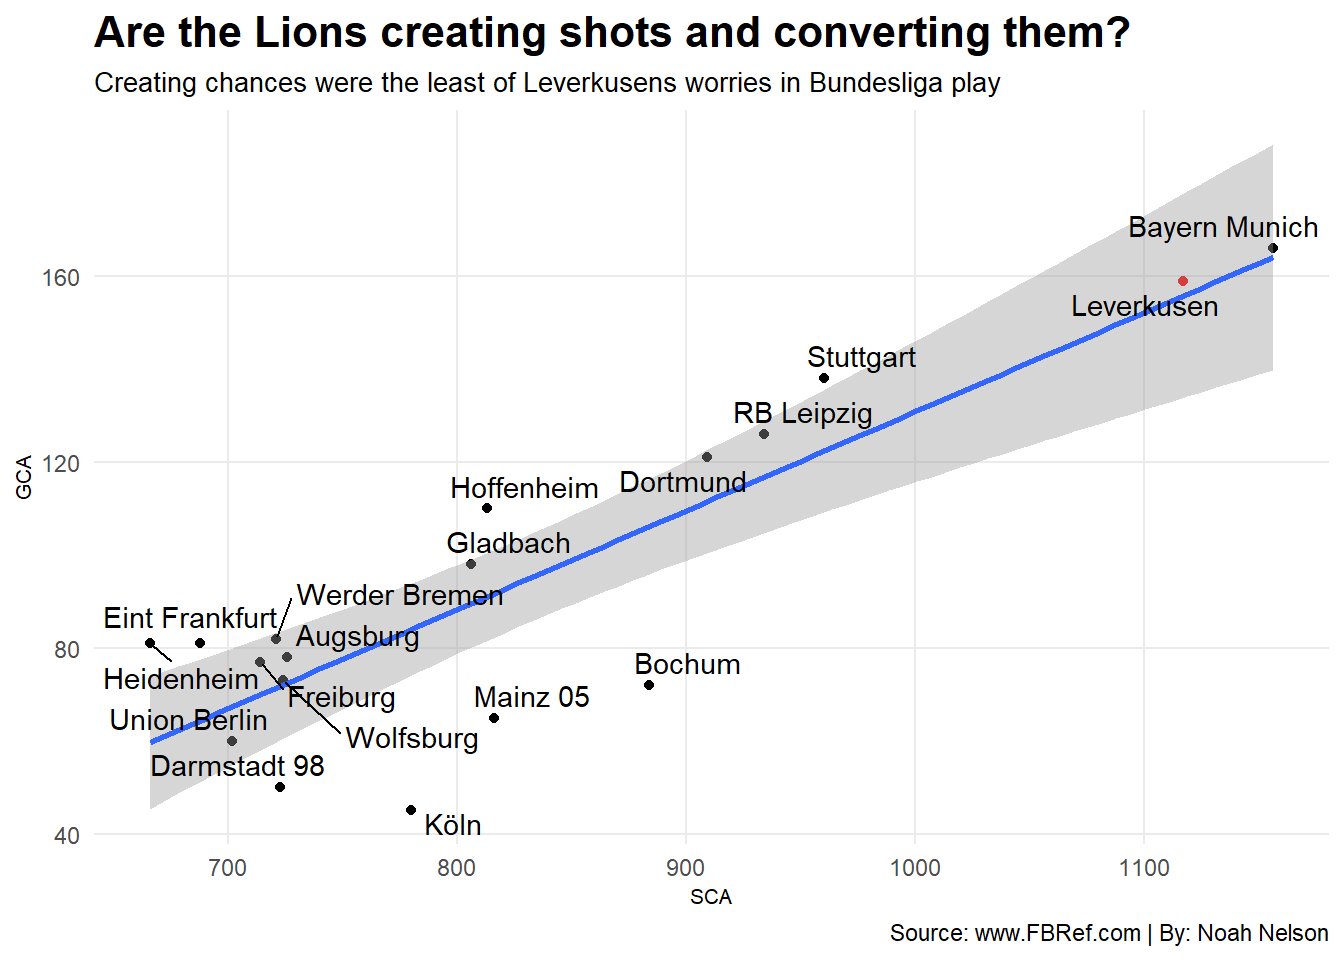 Are the Lions creating shots and converting them?
Creating chances were the least of Leverkusens worries in Bundesliga play
GCA
160
120
80
40
Bayern Munich
Leverkusen
Stuttgart
RB Leipzig
Dortmund
Hoffenheim
Gladbach
Werder Bremen
Eint Frankfurt
Augsburg
Bochum
Heidenheim
Freiburg
Mainz 05
Union Berlin
Wolfsburg
Darmstadt 98
Köln
700
800
900
1000
1100
SCA
Source: www.FBRef.com | By: Noah Nelson